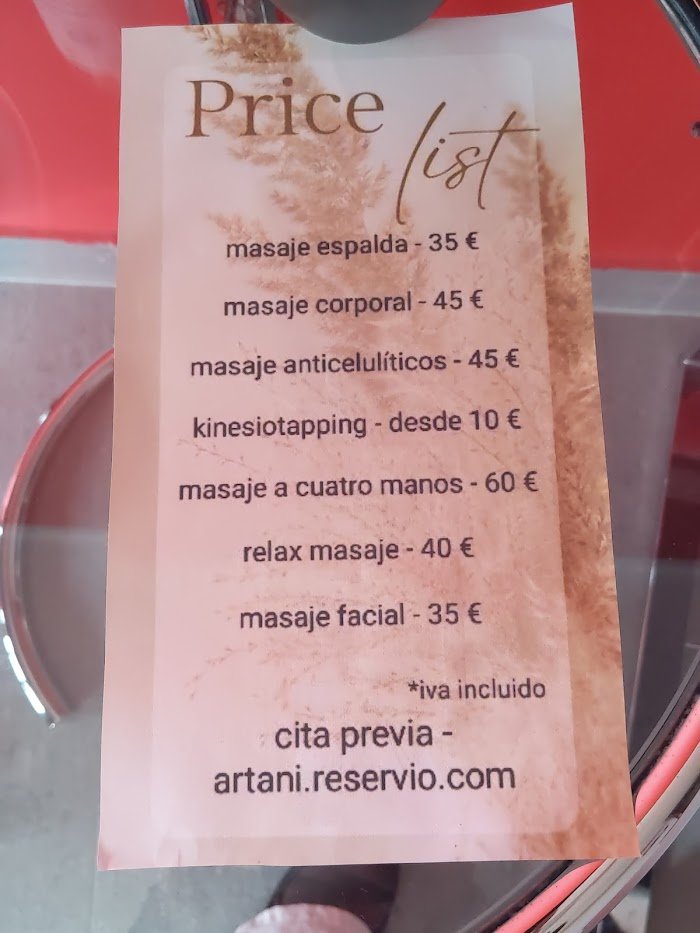 Price
list
masaje espalda - 35 €
masaje corporal - 45 €
masaje anticelulíticos - 45 €
kinesiotapping - desde 10 €
masaje a cuatro manos - 60 €
relax masaje - 40 €
masaje facial - 35 €
*iva incluido
cita previa -
artani.reservio.com